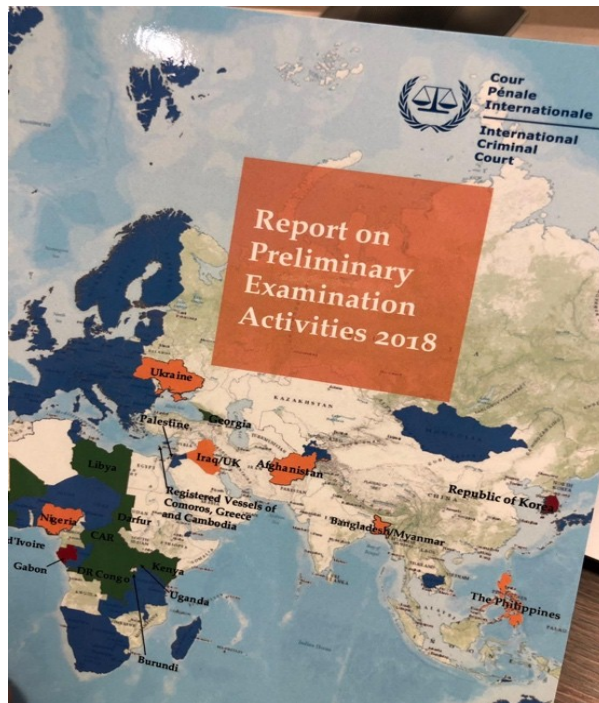 Cour
Pénale
Internationale
International
Criminal
Court
Report on
Preliminary
Examination
Activities 2018
Ukraine
KAZAKHSTAN
Palestine
Georgia
Libya
Iraq/UK
Afghanistan
Republic of Korea
Registered Vessels of
Comoros, Greece
and Cambodia
Nigeria
Darfur
Bangladesh/Myanmar
CAR
d'Ivoire
Gabon
DR Congo
Kenya
Uganda
The Philippines
Burundi